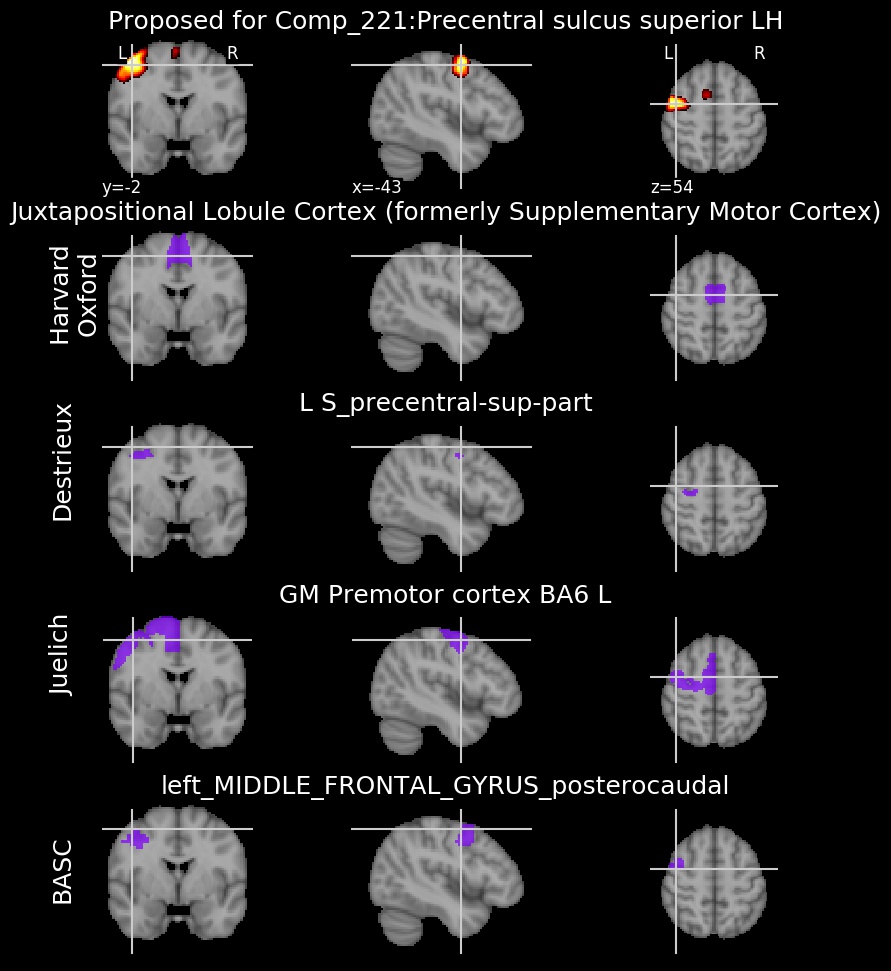 Proposed for Comp_221:Precentral sulcus superior LH
L R L R
y=-2 x=-43 z=54
Juxtapositional Lobule Cortex (formerly Supplementary Motor Cortex)
Harvard
Oxford
L S_precentral-sup-part
Destrieux
GM Premotor cortex BA6 L
Juelich
left_MIDDLE_FRONTAL_GYRUS_posterocaudal
BASC